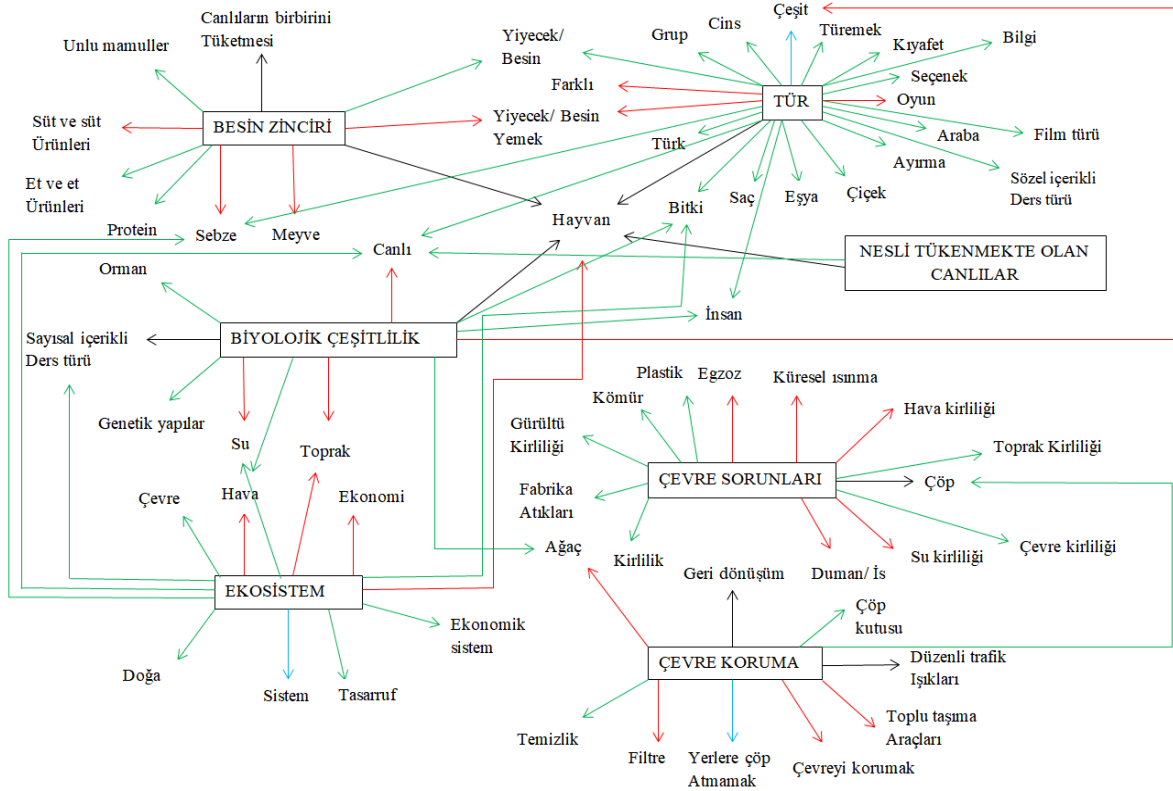 Çeşit
Canlıların birbirini
Tüketmesi
Cins
Türemek
Unlu mamuller
Yiyecek/
Besin
Grup
Kıyafet
Bilgi
Farklı
Seçenek
BESİN ZİNCİRİ
TÜR
Oyun
Süt ve süt
Ürünleri
Yiyecek/ Besin
Yemek
Türk
Araba
Film türü
Ayırma
Et ve et
Ürünleri
Saç
Eşya
Çiçek
Sözel içerikli
Ders türü
Protein
Sebze
Meyve
Hayvan
Bitki
Orman
Canlı
NESLİ TÜKENMEKTE OLAN
CANLILAR
İnsan
Sayısal içerikli
Ders türü
BİYOLOJİK ÇEŞİTLİLİK
Genetik yapılar
Su
Toprak
Plastik
Egzoz
Küresel ısınma
Kömür
Hava kirliliği
Gürültü
Kirliliği
Toprak Kirliliği
ÇEVRE SORUNLARI
Çöp
Çevre
Hava
Ekonomi
Fabrika
Atıkları
Ağaç
Kirlilik
Duman/ İs
Su kirliliği
Çevre kirliliği
Geri dönüşüm
EKOSİSTEM
Çöp
kutusu
Ekonomik
sistem
ÇEVRE KORUMA
Düzenli trafik
Işıkları
Doğa
Sistem
Tasarruf
Temizlik
Filtre
Yerlere çöp
Atmamak
Çevreyi korumak
Toplu taşıma
Araçları